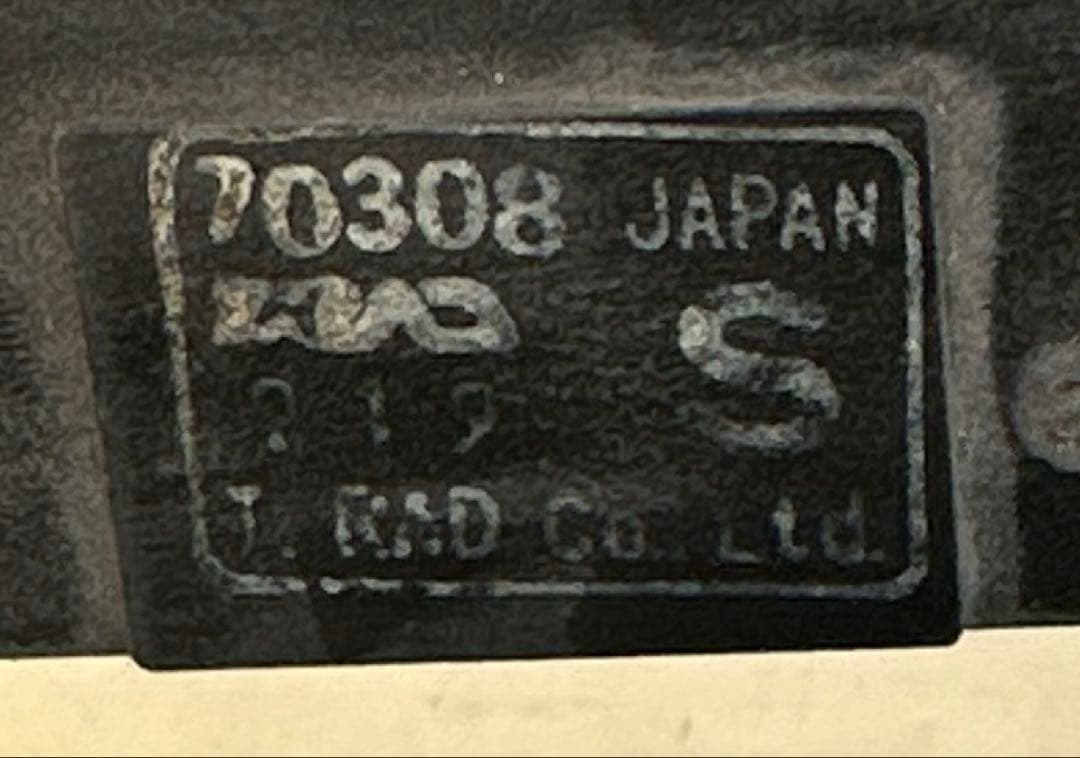 70308 JAPAN
S
T. RAD Co. Ltd.